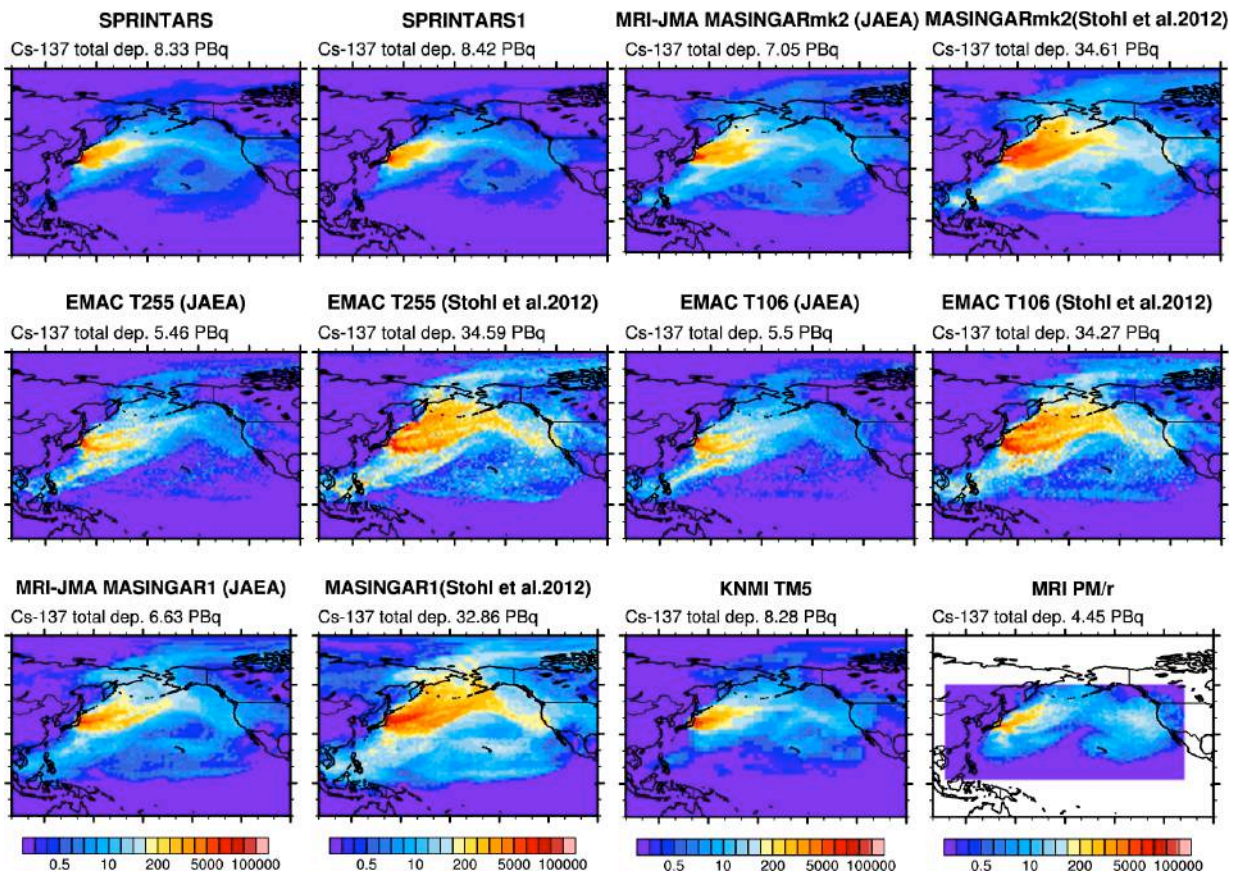 SPRINTARS
Cs-137 total dep. 8.33 PBq
SPRINTARS1
Cs-137 total dep. 8.42 PBq
MRI-JMA MASINGARmk2 (JAEA)
Cs-137 total dep. 7.05 PBq
MASINGARmk2(Stohl et al.2012)
Cs-137 total dep. 34.61 PBq
EMAC T255 (JAEA)
Cs-137 total dep. 5.46 PBq
EMAC T255 (Stohl et al.2012)
Cs-137 total dep. 34.59 PBq
EMAC T106 (JAEA)
Cs-137 total dep. 5.5 PBq
EMAC T106 (Stohl et al.2012)
Cs-137 total dep. 34.27 PBq
MRI-JMA MASINGAR1 (JAEA)
Cs-137 total dep. 6.63 PBq
MASINGAR1(Stohl et al.2012)
Cs-137 total dep. 32.86 PBq
KNMI TM5
Cs-137 total dep. 8.28 PBq
MRI PM/r
Cs-137 total dep. 4.45 PBq
0.5 10 200 5000 100000
0.5 10 200 5000 100000
0.5 10 200 5000 100000
0.5 10 200 5000 100000